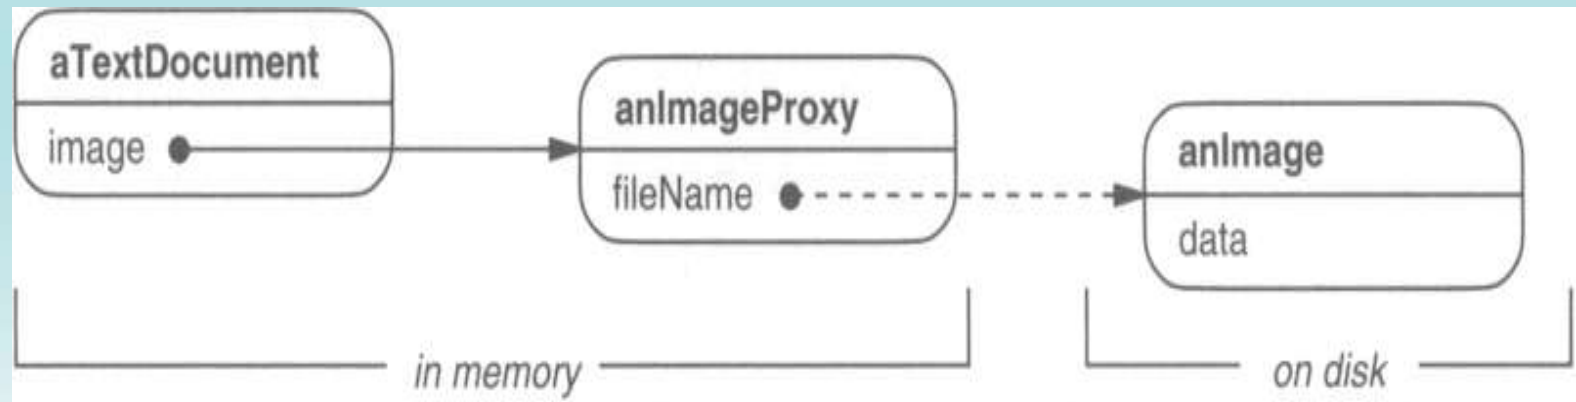 aTextDocument
image
anImageProxy
fileName
anImage
data
in memory
on disk